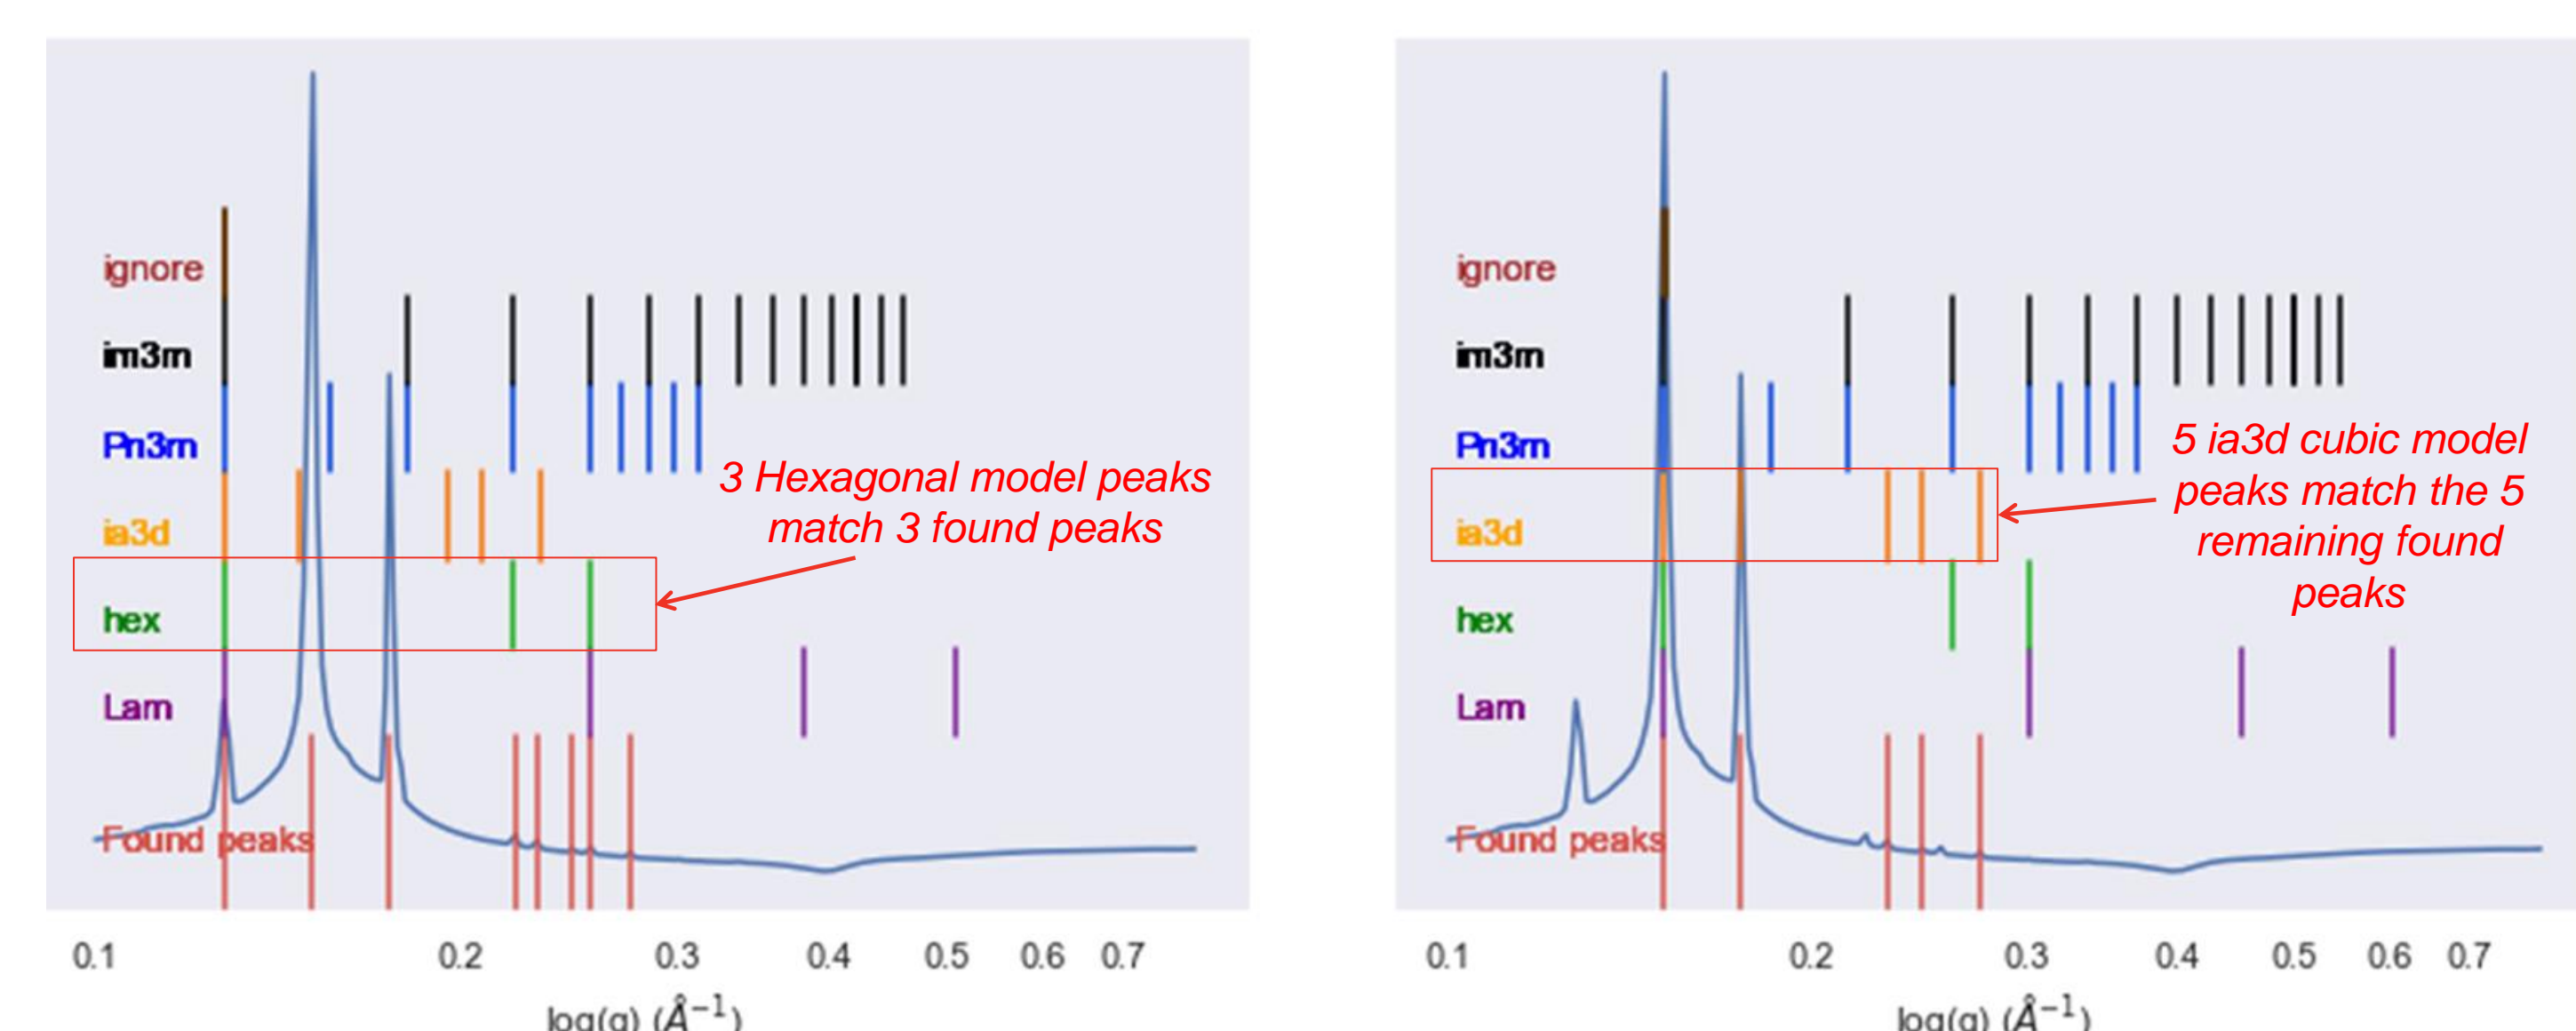 ignore
im3m
Pn3m
ia3d
hex
Lam
Found peaks
3 Hexagonal model peaks
match 3 found peaks
0.1 0.2 0.3 0.4 0.5 0.6 0.7
log(q) (Å⁻¹)
ignore
im3m
Pn3m
ia3d
hex
Lam
Found peaks
5 ia3d cubic model
peaks match the 5
remaining found
peaks
0.1 0.2 0.3 0.4 0.5 0.6 0.7
log(q) (Å⁻¹)